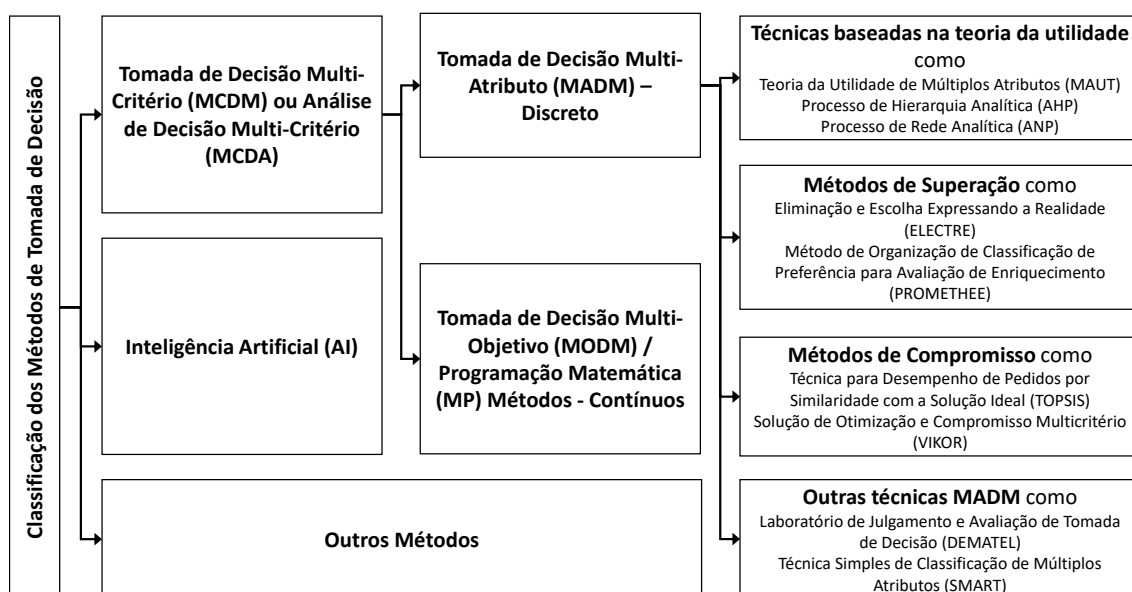 Classificação dos Métodos de Tomada de Decisão
Tomada de Decisão Multi-
Critério (MCDM) ou Análise
de Decisão Multi-Critério
(MCDA)
Inteligência Artificial (AI)
Outros Métodos
Tomada de Decisão Multi-
Atributo (MADM) –
Discreto
Tomada de Decisão Multi-
Objetivo (MODM) /
Programação Matemática
(MP) Métodos - Contínuos
Técnicas baseadas na teoria da utilidade
como
Teoria da Utilidade de Múltiplos Atributos (MAUT)
Processo de Hierarquia Analítica (AHP)
Processo de Rede Analítica (ANP)
Métodos de Superação como
Eliminação e Escolha Expressando a Realidade
(ELECTRE)
Método de Organização de Classificação de
Preferência para Avaliação de Enriquecimento
(PROMETHEE)
Métodos de Compromisso como
Técnica para Desempenho de Pedidos por
Similaridade com a Solução Ideal (TOPSIS)
Solução de Otimização e Compromisso Multicritério
(VIKOR)
Outras técnicas MADM como
Laboratório de Julgamento e Avaliação de Tomada
de Decisão (DEMATEL)
Técnica Simples de Classificação de Múltiplos
Atributos (SMART)